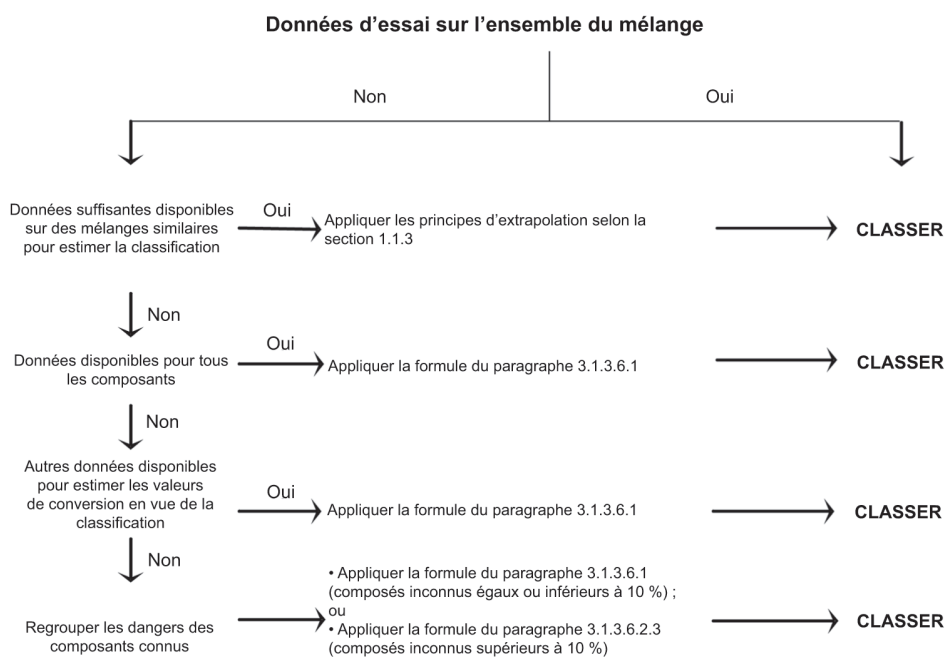 Données d’essai sur l’ensemble du mélange
Non
Oui
Données suffisantes disponibles
sur des mélanges similaires
pour estimer la classification
Oui
Appliquer les principes d’extrapolation selon la
section 1.1.3
CLASSER
Non
Données disponibles pour tous
les composants
Oui
Appliquer la formule du paragraphe 3.1.3.6.1
CLASSER
Non
Autres données disponibles
pour estimer les valeurs
de conversion en vue de la
classification
Oui
Appliquer la formule du paragraphe 3.1.3.6.1
CLASSER
Non
Regrouper les dangers des
composants connus
• Appliquer la formule du paragraphe 3.1.3.6.1
(composés inconnus égaux ou inférieurs à 10 %) ;
ou
• Appliquer la formule du paragraphe 3.1.3.6.2.3
(composés inconnus supérieurs à 10 %)
CLASSER